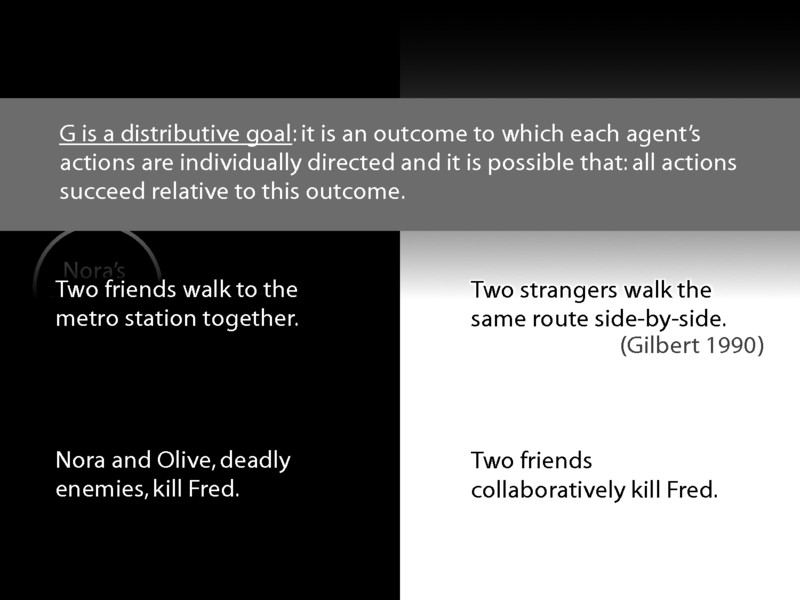 G is a distributive goal: it is an outcome to which each agent's
actions are individually directed and it is possible that: all actions
succeed relative to this outcome.
Nora's
Two friends walk to the
metro station together.
Two strangers walk the
same route side-by-side.
(Gilbert 1990)
Nora and Olive, deadly
enemies, kill Fred.
Two friends
collaboratively kill Fred.